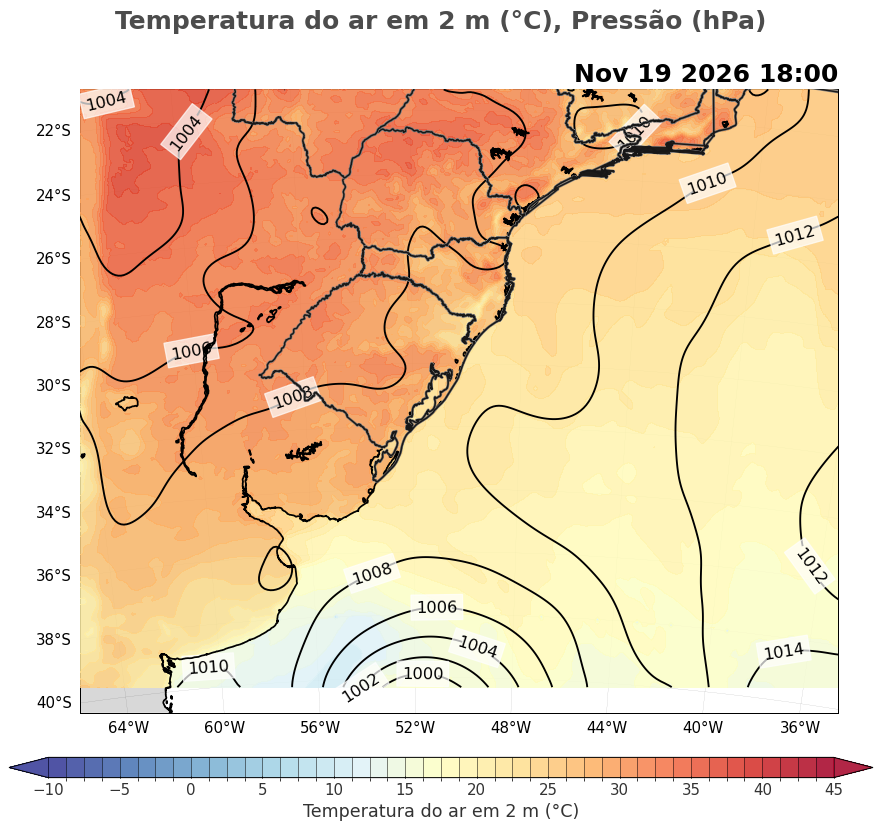 Temperatura do ar em 2 m (°C), Pressão (hPa)
Nov 19 2026 18:00
1004
1004
1010
22°S
1010
24°S
1012
26°S
28°S
1006
30°S
1008
32°S
34°S
1008
1012
36°S
1006
1004
1014
38°S
1010
1000
1002
40°S
64°W 60°W 56°W 52°W 48°W 44°W 40°W 36°W
−10 −5 0 5 10 15 20 25 30 35 40 45
Temperatura do ar em 2 m (°C)